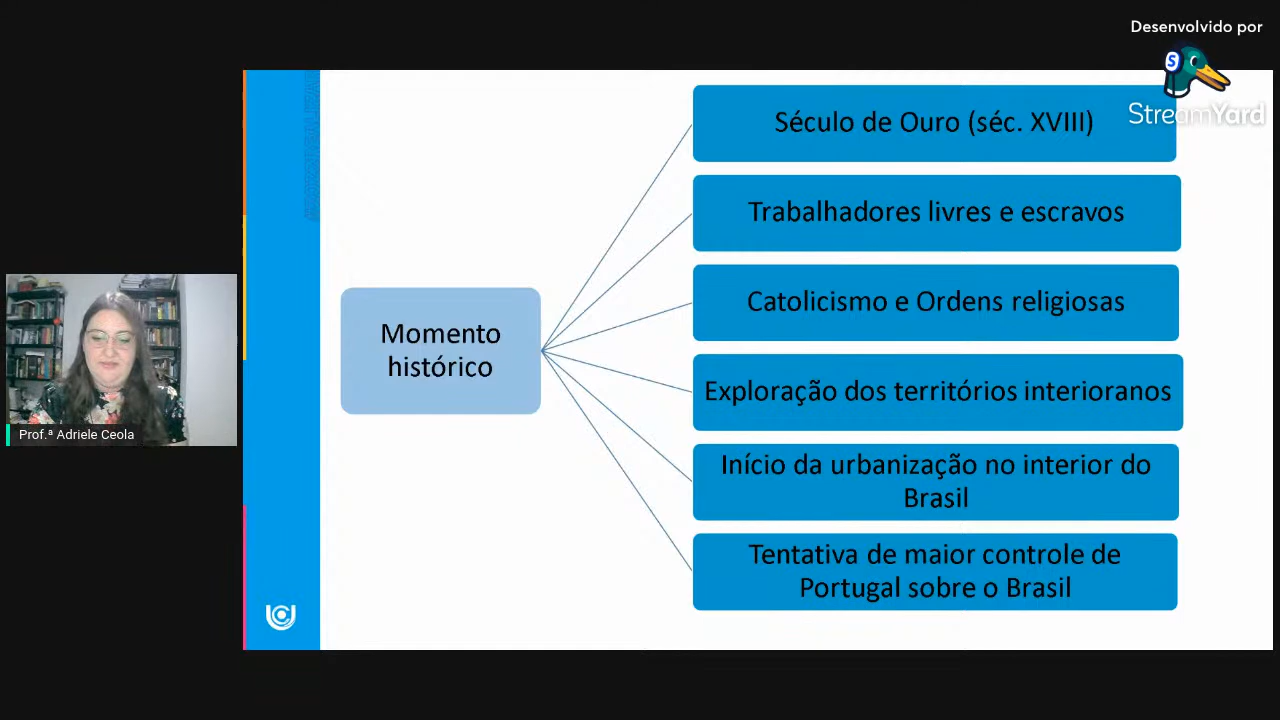 Desenvolvido por
StreamYard
Século de Ouro (séc. XVIII)
Trabalhadores livres e escravos
Catolicismo e Ordens religiosas
Momento
histórico
Exploração dos territórios interioranos
Início da urbanização no interior do
Brasil
Tentativa de maior controle de
Portugal sobre o Brasil
Prof.ª Adriele Ceola